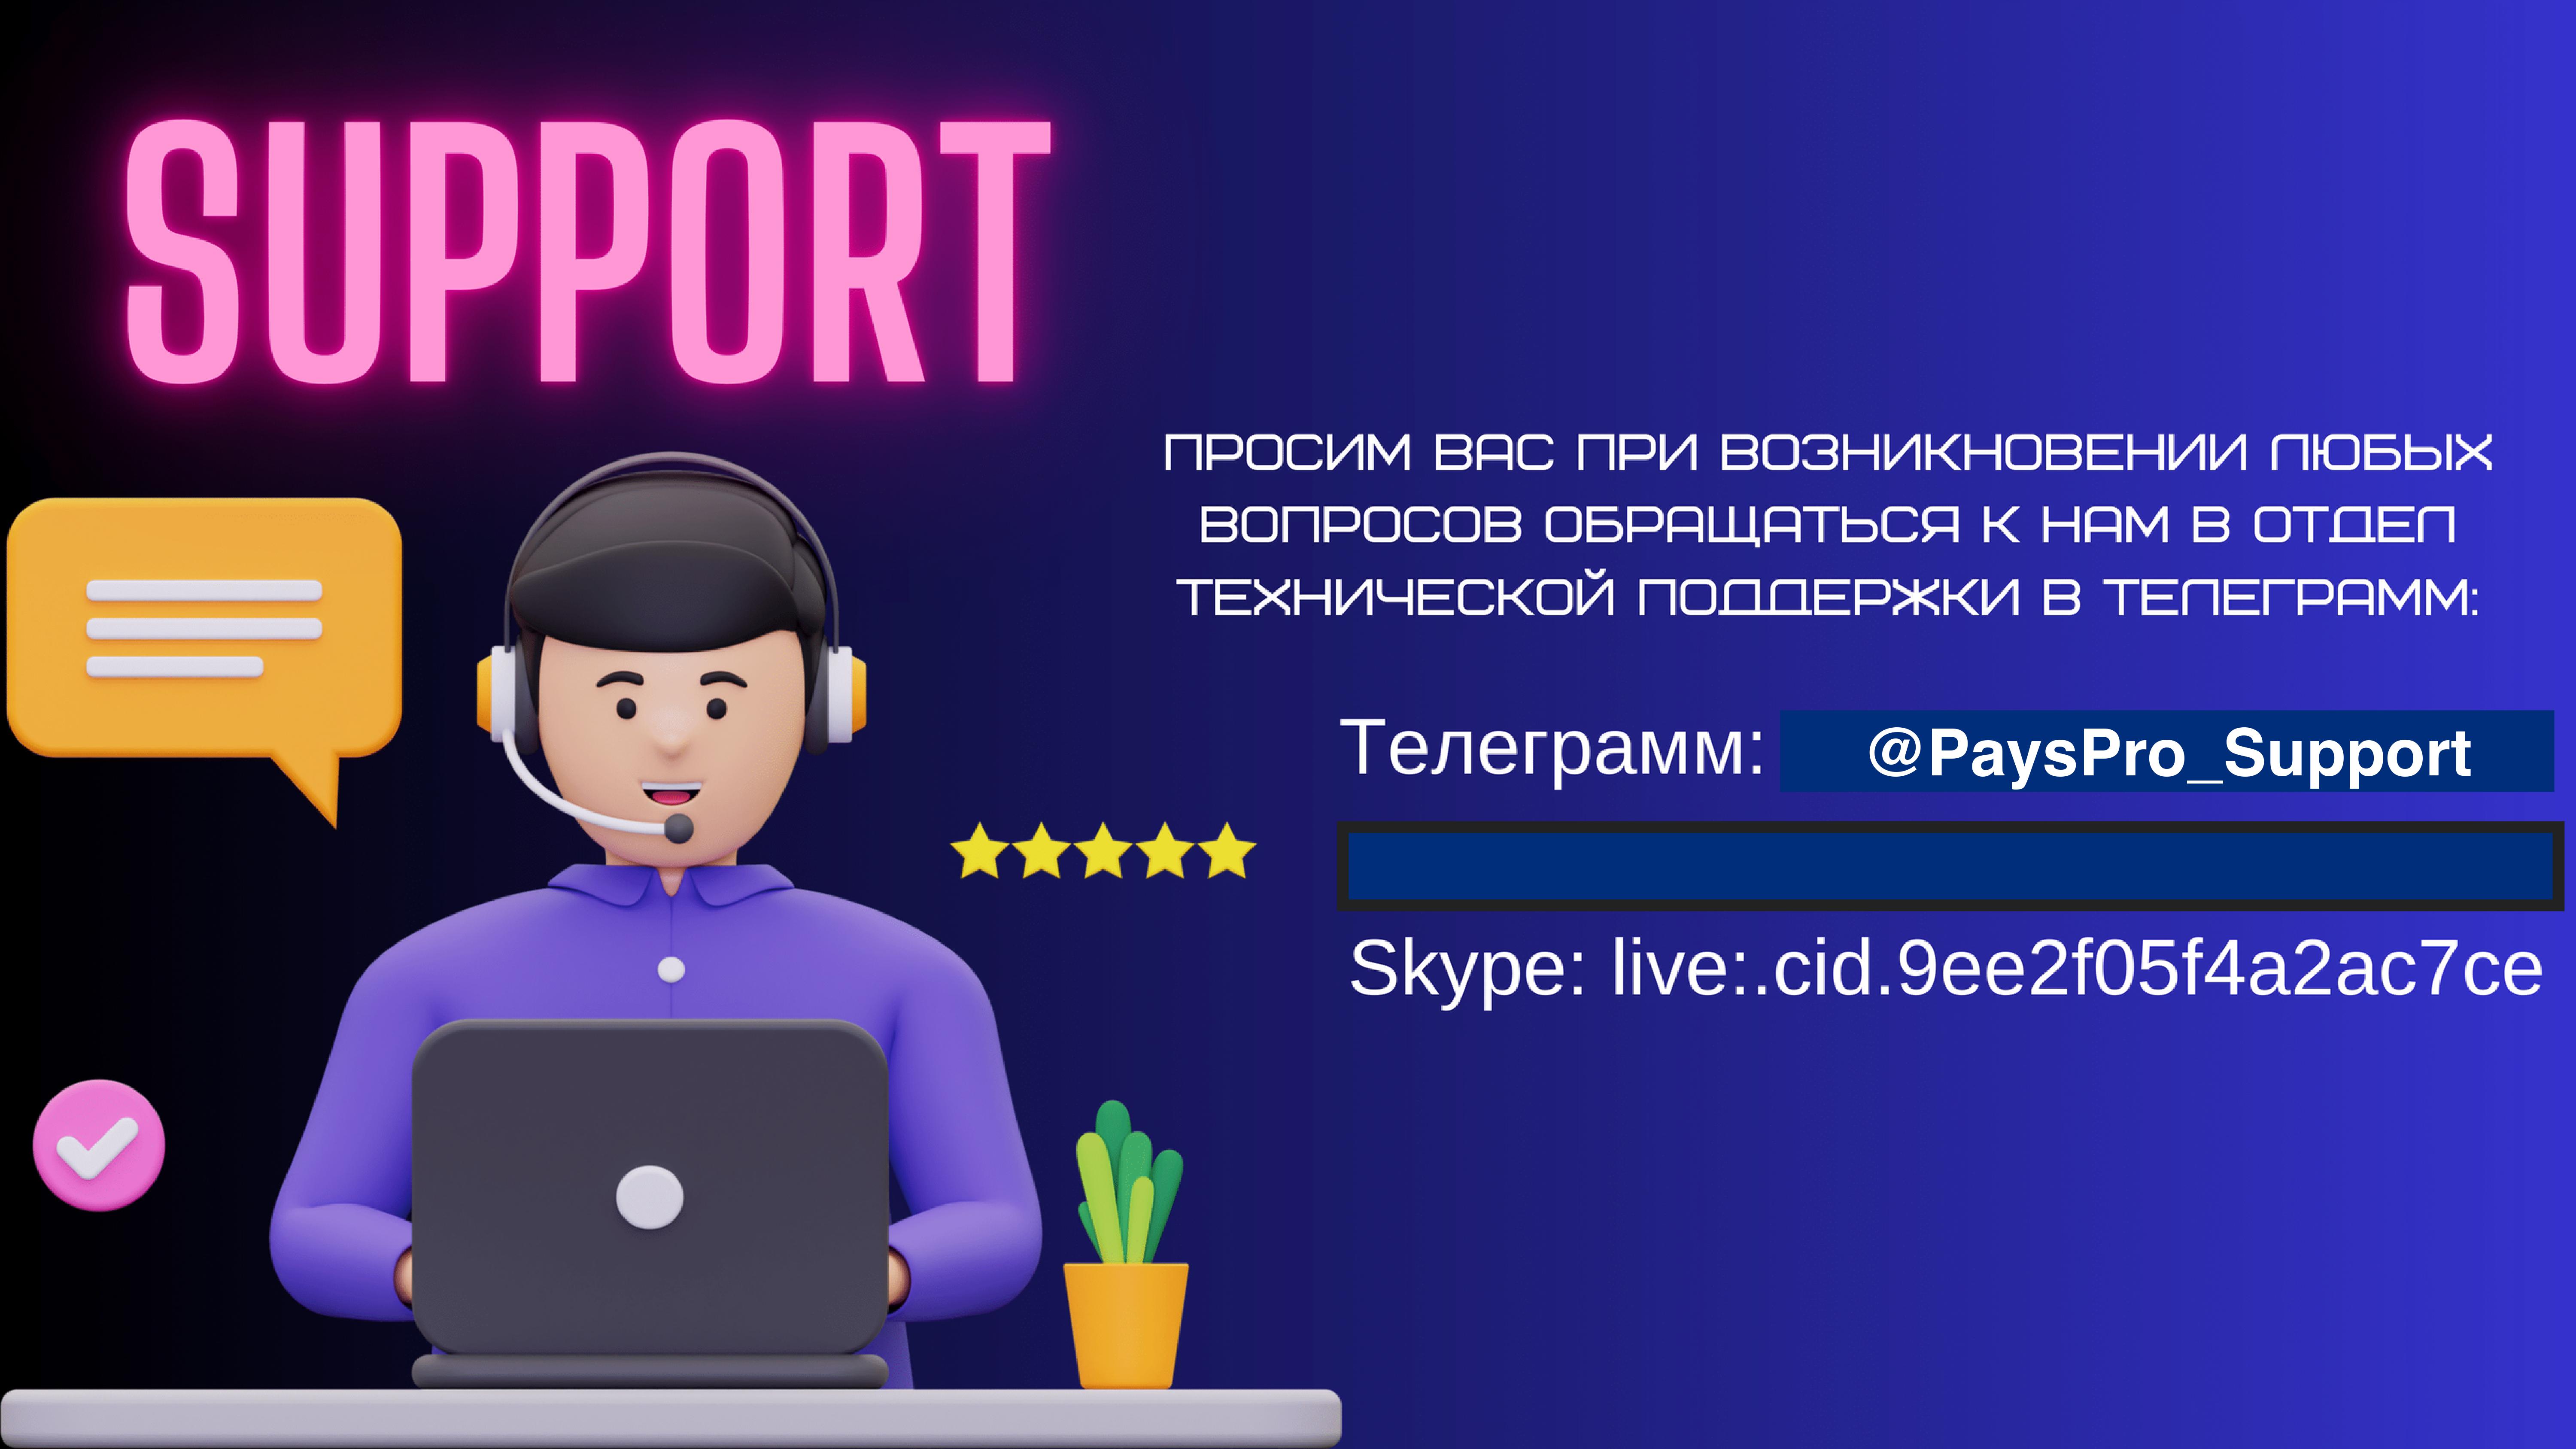 SUPPORT
ПРОСИМ ВАС ПРИ ВОЗНИКНОВЕНИИ ЛЮБЫХ
ВОПРОСОВ ОБРАЩАТЬСЯ К НАМ В ОТДЕЛ
ТЕХНИЧЕСКОЙ ПОДДЕРЖКИ В ТЕЛЕГРАММ:
Телеграмм: @PaysPro_Support
Skype: live:.cid.9ee2f05f4a2ac7ce